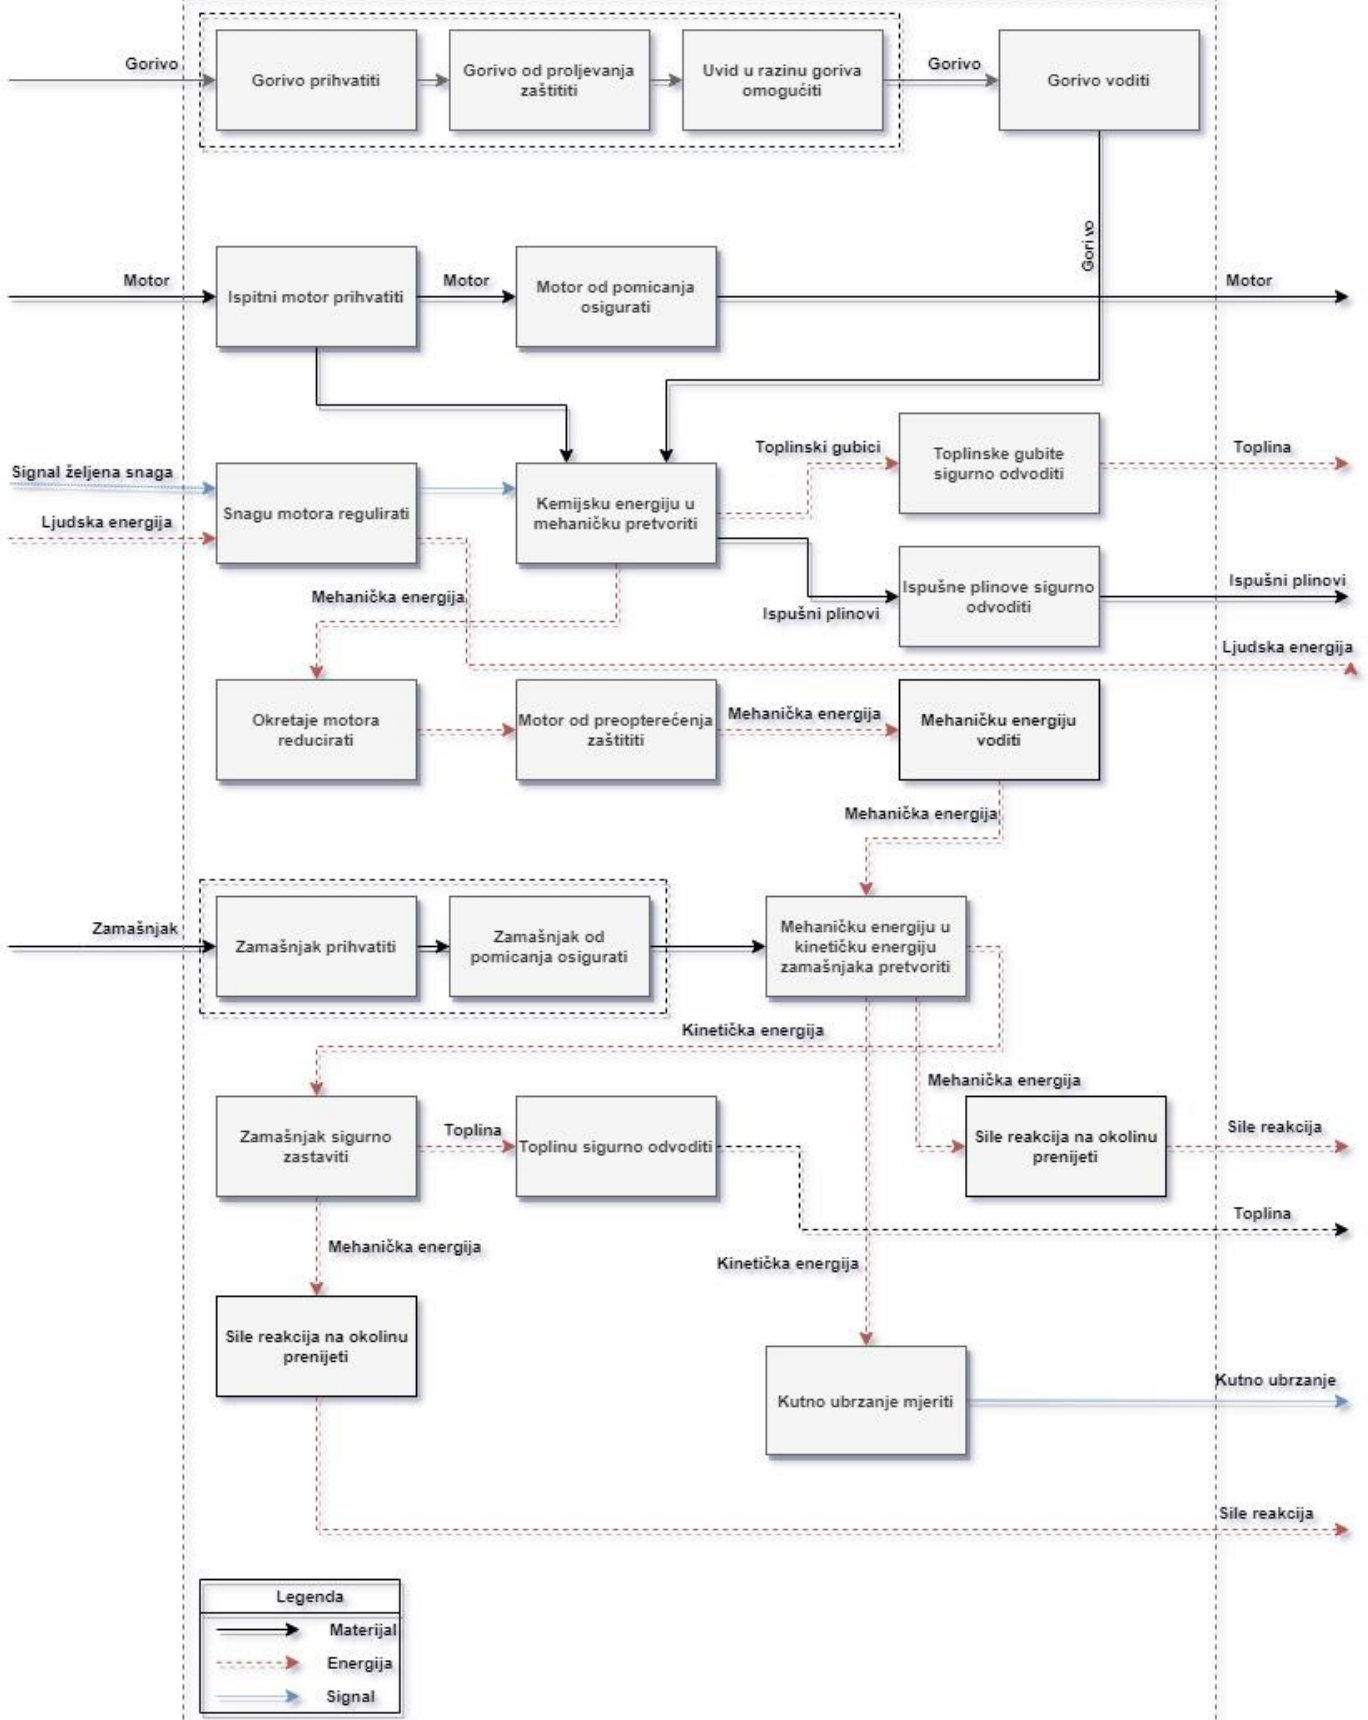 Gorivo
Gorivo prihvatiti
Gorivo od proljevanja
zaštititi
Uvid u razinu goriva
omogućiti
Gorivo
Gorivo voditi
Gorivo
Motor
Ispitni motor prihvatiti
Motor
Motor od pomicanja
osigurati
Motor
Signal željena snaga
Ljudska energija
Snagu motora regulirati
Kemijsku energiju u
mehaničku pretvoriti
Toplinski gubici
Toplinske gubite
sigurno odvoditi
Toplina
Ispušni plinovi
Ispušne plinove sigurno
odvoditi
Ispušni plinovi
Ljudska energija
Mehanička energija
Okretaje motora
reducirati
Motor od preopterećenja
zaštititi
Mehanička energija
Mehaničku energiju
voditi
Mehanička energija
Zamašnjak
Zamašnjak prihvatiti
Zamašnjak od
pomicanja osigurati
Mehaničku energiju u
kinetičku energiju
zamašnjaka pretvoriti
Kinetička energija
Mehanička energija
Zamašnjak sigurno
zastaviti
Toplina
Toplinu sigurno odvoditi
Sile reakcija na okolinu
prenijeti
Sile reakcija
Toplina
Mehanička energija
Kinetička energija
Sile reakcija na okolinu
prenijeti
Kutno ubrzanje mjeriti
Kutno ubrzanje
Sile reakcija
Legenda
Materijal
Energija
Signal